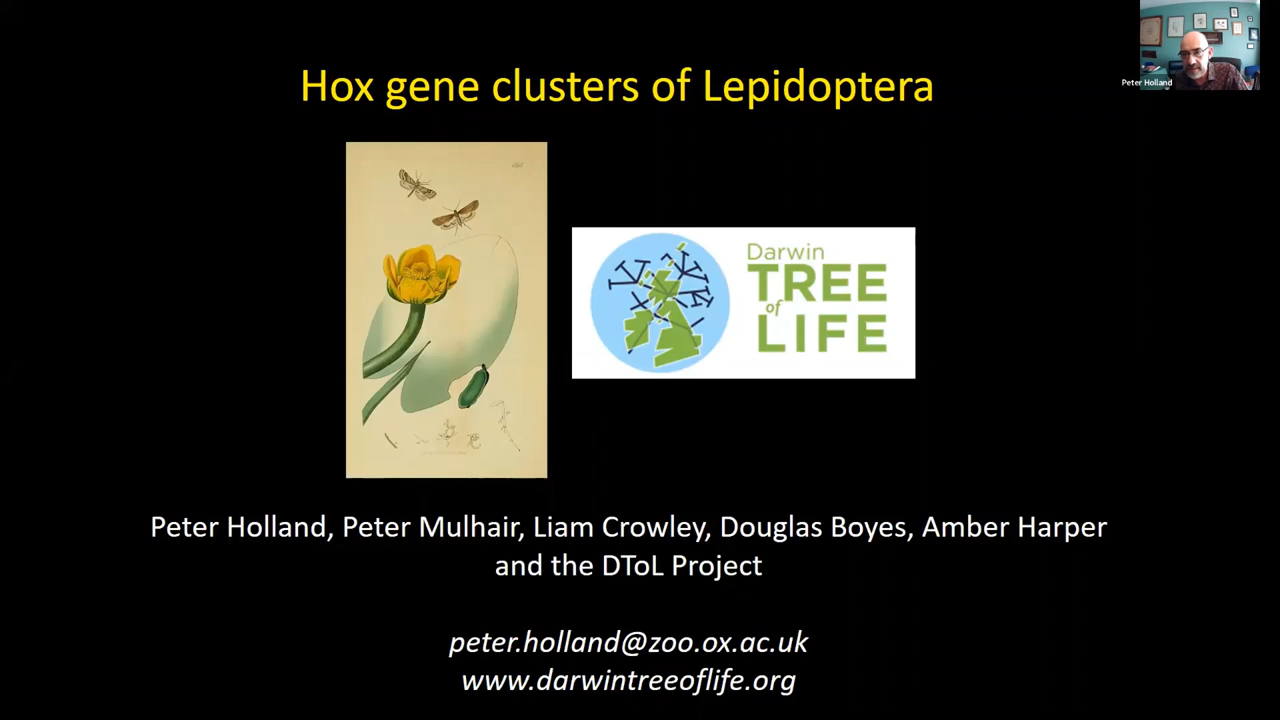 Hox gene clusters of Lepidoptera
Peter Holland
Darwin
TREE
of
LIFE
Peter Holland, Peter Mulhair, Liam Crowley, Douglas Boyes, Amber Harper
and the DToL Project
peter.holland@zoo.ox.ac.uk
www.darwintreeoflife.org